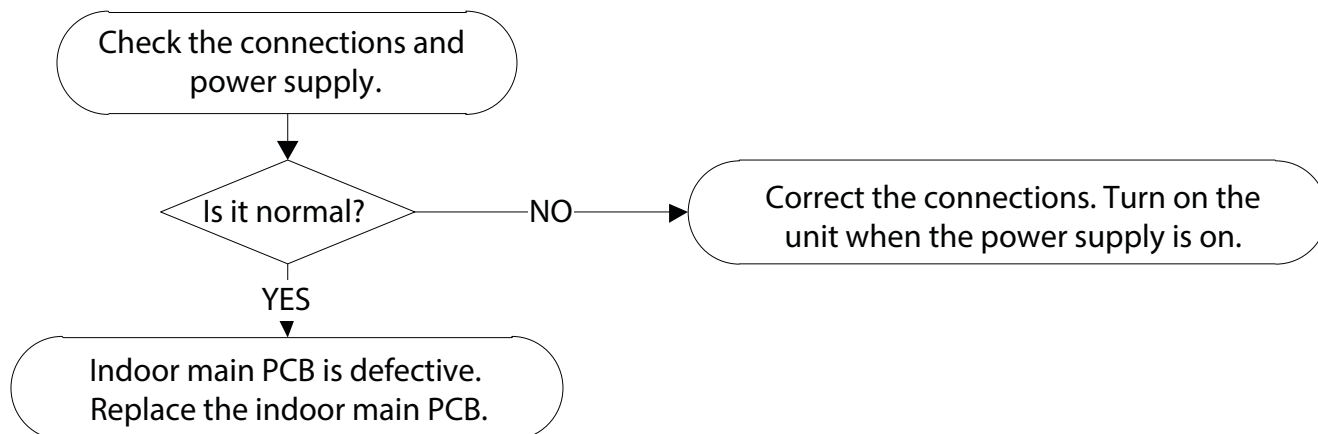 Check the connections and
power supply.
Is it normal?
NO
Correct the connections. Turn on the
unit when the power supply is on.
YES
Indoor main PCB is defective.
Replace the indoor main PCB.